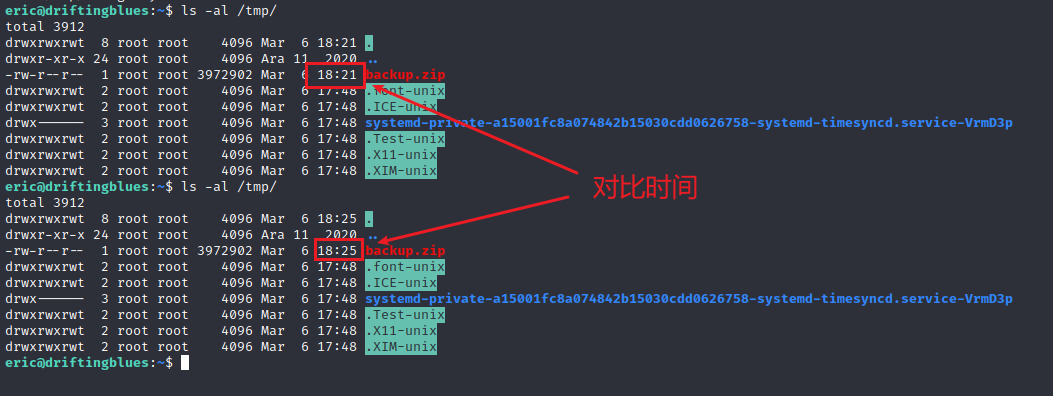 eric@driftingblues:~$ ls -al /tmp/
total 3912
drwxrwxrwt  8 root root    4096 Mar  6 18:21 .
drwxr-xr-x 24 root root    4096 Ara 11  2020 ..
-rw-r--r--  1 root root 3972902 Mar  6 18:21 backup.zip
drwxrwxrwt  2 root root    4096 Mar  6 17:48 .font-unix
drwxrwxrwt  2 root root    4096 Mar  6 17:48 .ICE-unix
drwx------  3 root root    4096 Mar  6 17:48 systemd-private-a15001fc8a074842b15030cdd0626758-systemd-timesyncd.service-VrmD3p
drwxrwxrwt  2 root root    4096 Mar  6 17:48 .Test-unix
drwxrwxrwt  2 root root    4096 Mar  6 17:48 .X11-unix
drwxrwxrwt  2 root root    4096 Mar  6 17:48 .XIM-unix
eric@driftingblues:~$ ls -al /tmp/
对比时间
total 3912
drwxrwxrwt  8 root root    4096 Mar  6 18:25 .
drwxr-xr-x 24 root root    4096 Ara 11  2020 ..
-rw-r--r--  1 root root 3972902 Mar  6 18:25 backup.zip
drwxrwxrwt  2 root root    4096 Mar  6 17:48 .font-unix
drwxrwxrwt  2 root root    4096 Mar  6 17:48 .ICE-unix
drwx------  3 root root    4096 Mar  6 17:48 systemd-private-a15001fc8a074842b15030cdd0626758-systemd-timesyncd.service-VrmD3p
drwxrwxrwt  2 root root    4096 Mar  6 17:48 .Test-unix
drwxrwxrwt  2 root root    4096 Mar  6 17:48 .X11-unix
drwxrwxrwt  2 root root    4096 Mar  6 17:48 .XIM-unix
eric@driftingblues:~$